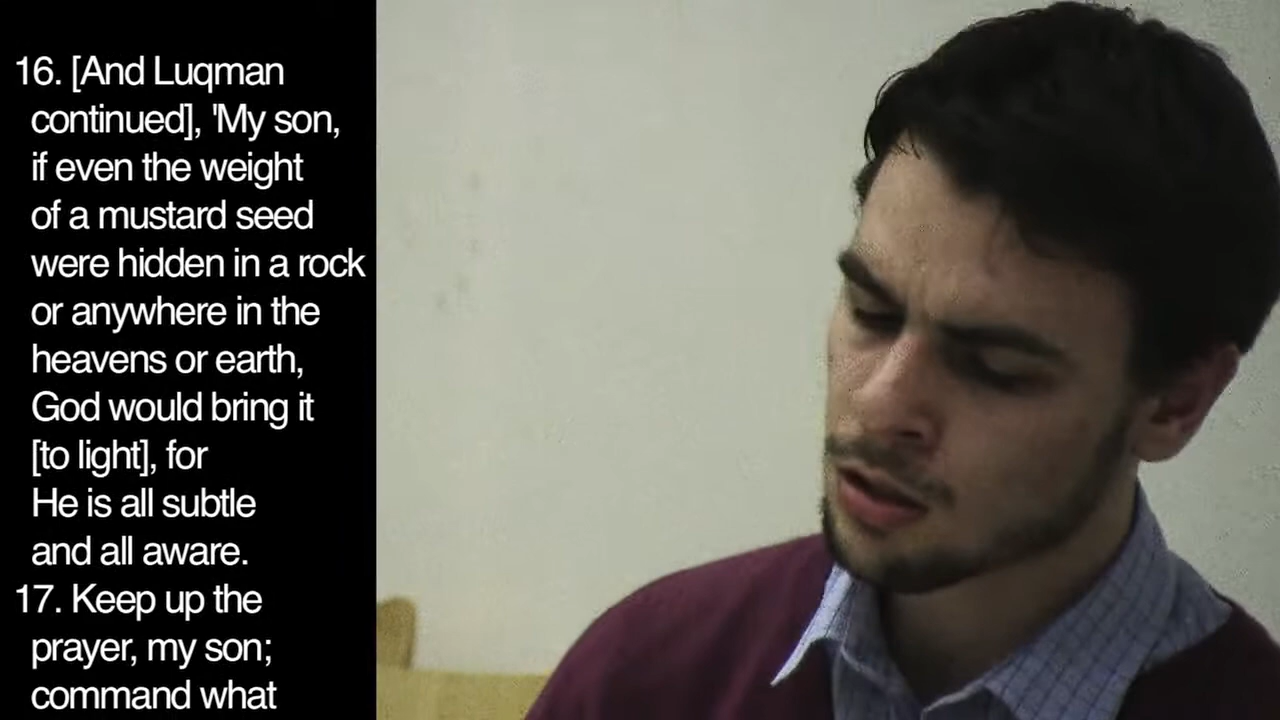 16. [And Luqman
continued], 'My son,
if even the weight
of a mustard seed
were hidden in a rock
or anywhere in the
heavens or earth,
God would bring it
[to light], for
He is all subtle
and all aware.
17. Keep up the
prayer, my son;
command what